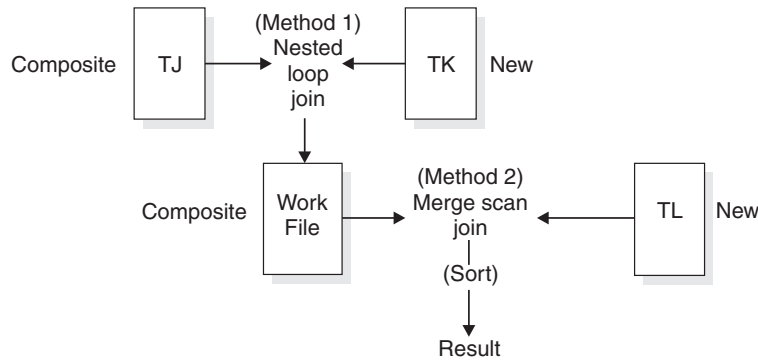 (Method 1)
Composite TJ Nested TK New
loop
join
(Method 2)
Composite Work Merge scan TL New
File join
(Sort)
Result